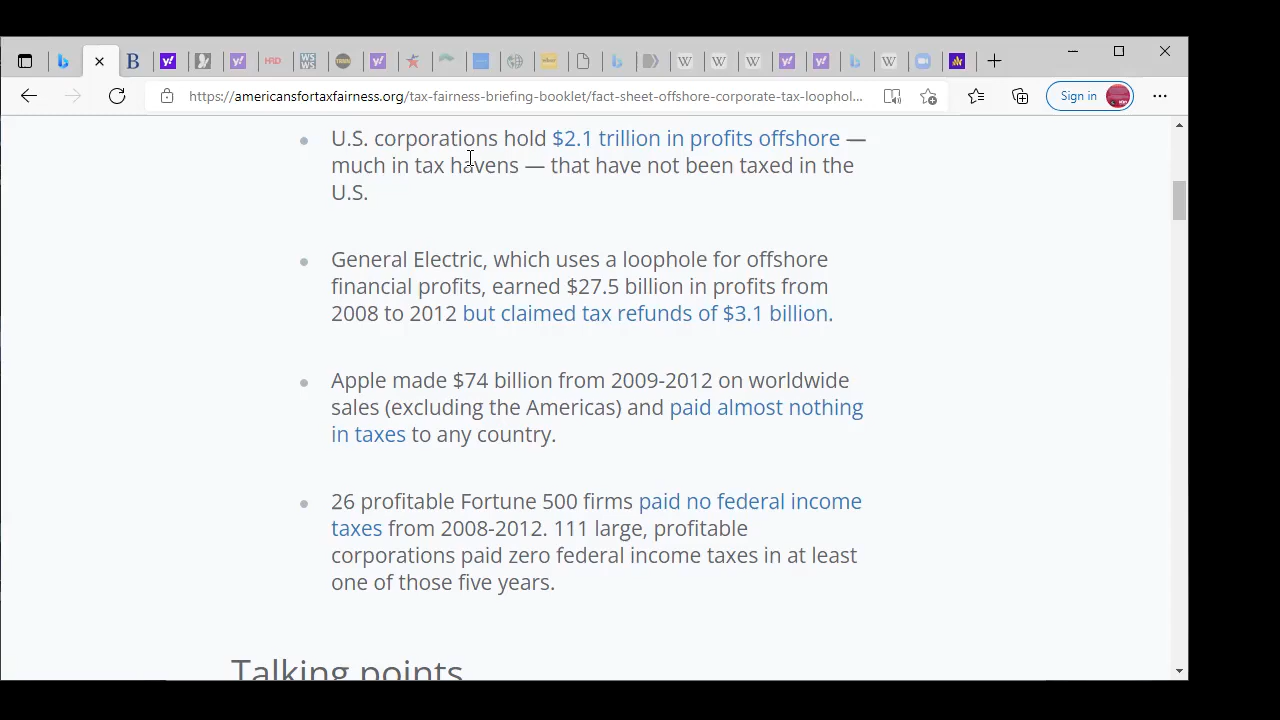 B HRD WS WS W W W W
https://americansfortaxfairness.org/tax-fairness-briefing-booklet/fact-sheet-offshore-corporate-tax-loophol... Sign in
U.S. corporations hold $2.1 trillion in profits offshore —
much in tax havens — that have not been taxed in the
U.S.
General Electric, which uses a loophole for offshore
financial profits, earned $27.5 billion in profits from
2008 to 2012 but claimed tax refunds of $3.1 billion.
Apple made $74 billion from 2009-2012 on worldwide
sales (excluding the Americas) and paid almost nothing
in taxes to any country.
26 profitable Fortune 500 firms paid no federal income
taxes from 2008-2012. 111 large, profitable
corporations paid zero federal income taxes in at least
one of those five years.
Talking points